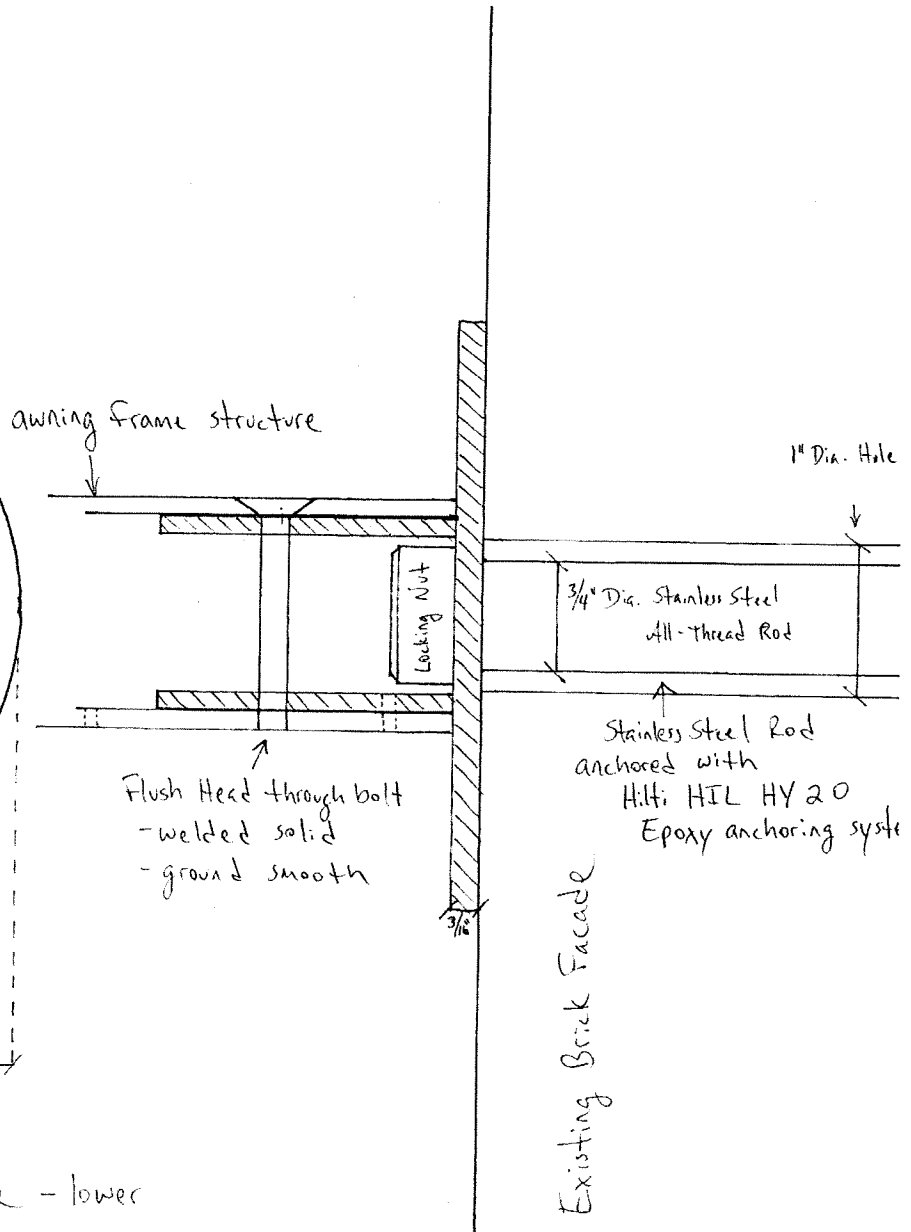 awning frame structure
1" Dia. Hole
Locking Nut
3/4" Dia. Stainless Steel
All-Thread Rod
Flush Head through bolt
-welded solid
-ground smooth
Stainless Steel Rod
anchored with
Hilti HIL HY 20
Epoxy anchoring syste
3/16"
Existing Brick Facade
- lower